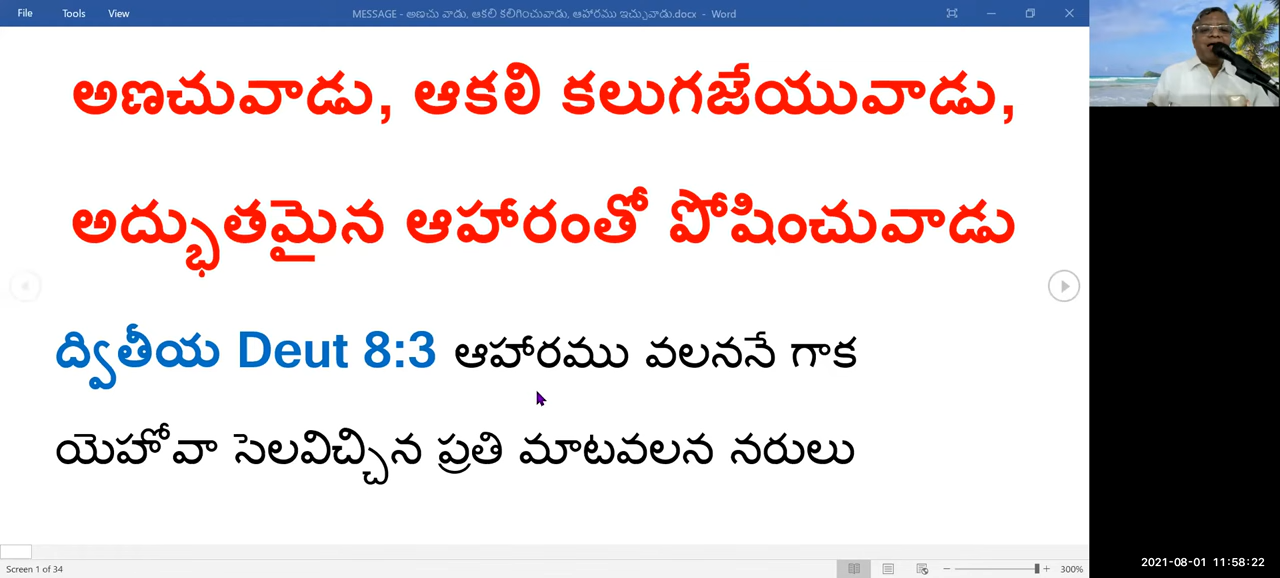 File Tools View MESSAGE - అణచు వాడు, ఆకలి కలిగించువాడు, ఆహారము ఇచ్చువాడు.docx - Word
అణచువాడు, ఆకలి కలుగజేయువాడు,
అద్భుతమైన ఆహారంతో పోషించువాడు
ద్వితీయ Deut 8:3 ఆహారము వలననే గాక
యెహోవా సెలవిచ్చిన ప్రతి మాటవలన నరులు
2021-08-01 11:58:22
Screen 1 of 34 300%